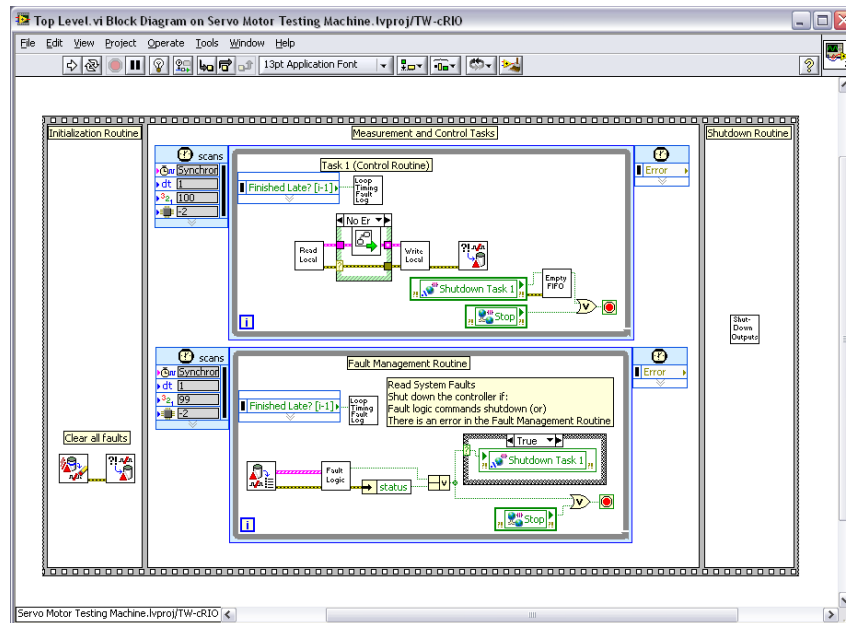 Top Level.vi Block Diagram on Servo Motor Testing Machine.lvproj/TW-cRIO
File Edit View Project Operate Tools Window Help
13pt Application Font
Initialization Routine
Measurement and Control Tasks
Shutdown Routine
scans
Synchron
dt 1
100
-2
Task 1 (Control Routine)
Finished Late? [i-1]
Loop
Timing
Fault
Log
Error
No Er
Read
Local
Write
Local
Shutdown Task 1
Empty
FIFO
Stop
i
Shut-
Down
Outputs
scans
Synchron
dt 1
99
-2
Fault Management Routine
Finished Late? [i-1]
Loop
Timing
Fault
Log
Error
Read System Faults
Shut down the controller if:
Fault logic commands shutdown (or)
There is an error in the Fault Management Routine
Clear all faults
True
Shutdown Task 1
Fault
Logic
status
Stop
i
Servo Motor Testing Machine.lvproj/TW-cRIO